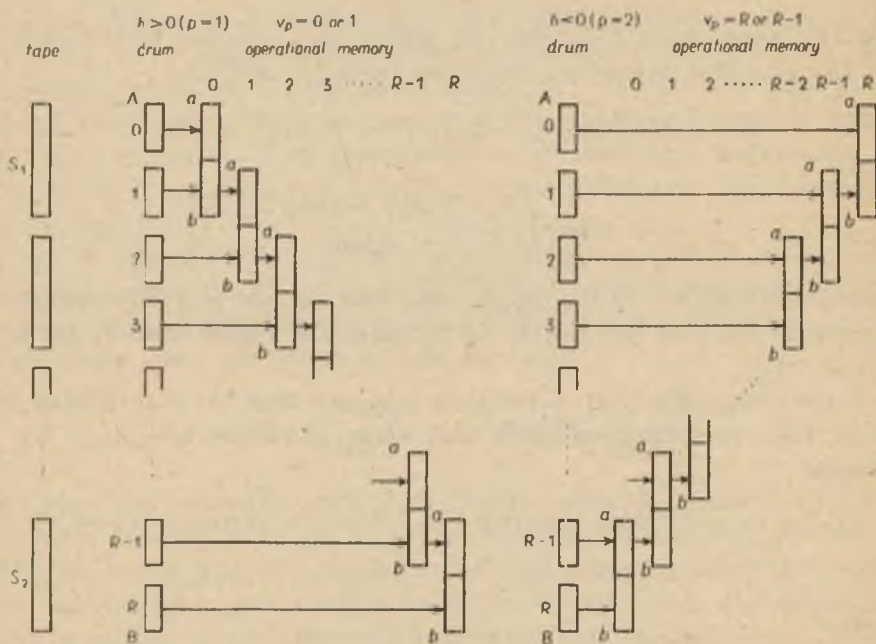 h > 0 (p = 1) v_p = 0 or 1 h < 0 (p = 2) v_p = R or R-1
tape drum operational memory drum operational memory
0 1 2 3 ····· R-1 R 0 1 2 ····· R-2 R-1 R
A a A a
0 0
S₁ a a
1 1
b b
a a
2 2
b b
3 3
b b
a
a b
a a
R-1 R-1
b b
S₂
R R
B b B b